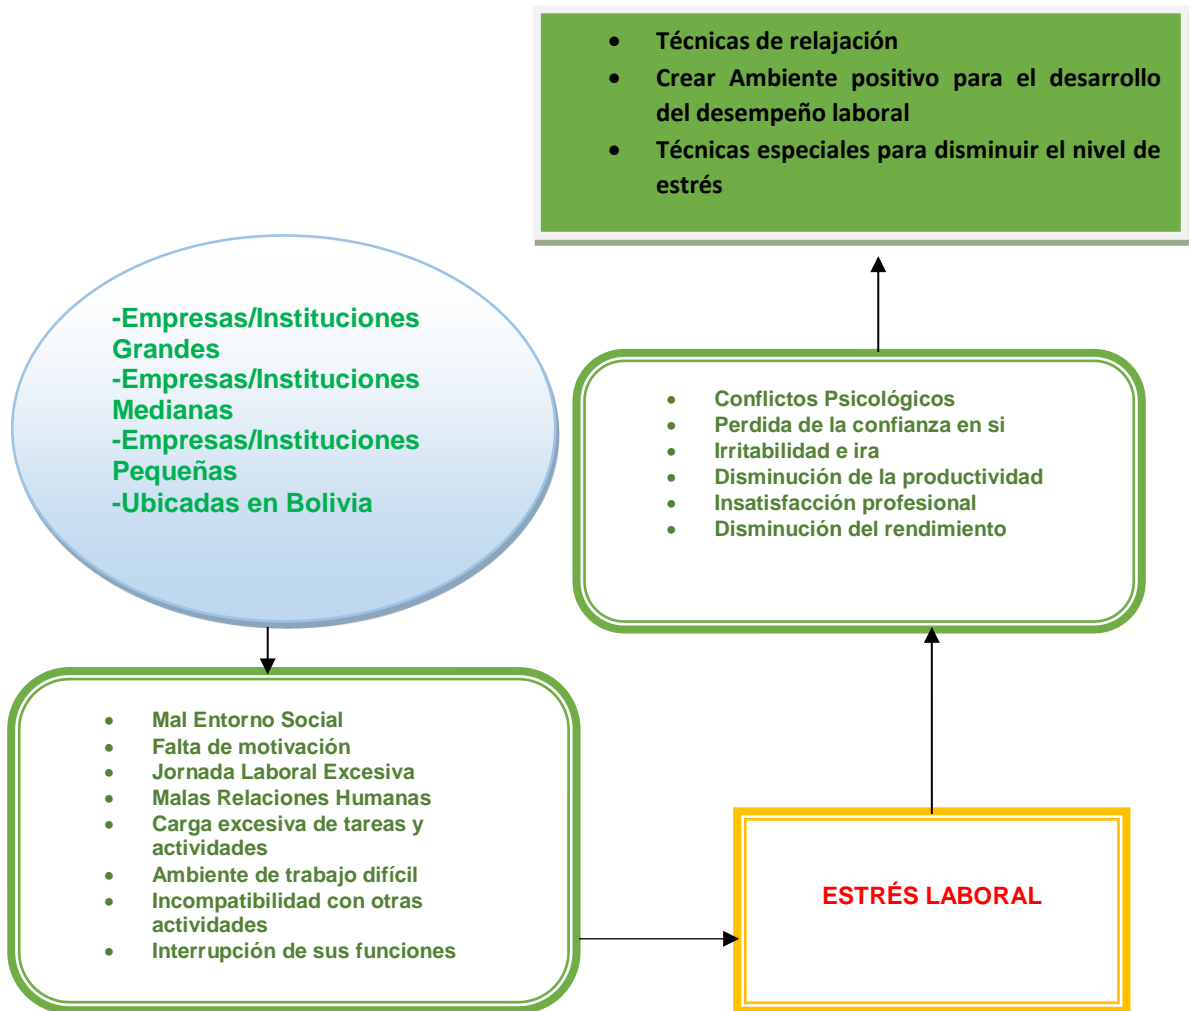 • Técnicas de relajación
• Crear Ambiente positivo para el desarrollo
del desempeño laboral
• Técnicas especiales para disminuir el nivel de
estrés
-Empresas/Instituciones
Grandes
-Empresas/Instituciones
Medianas
-Empresas/Instituciones
Pequeñas
-Ubicadas en Bolivia
• Conflictos Psicológicos
• Perdida de la confianza en si
• Irritabilidad e ira
• Disminución de la productividad
• Insatisfacción profesional
• Disminución del rendimiento
• Mal Entorno Social
• Falta de motivación
• Jornada Laboral Excesiva
• Malas Relaciones Humanas
• Carga excesiva de tareas y
actividades
• Ambiente de trabajo difícil
• Incompatibilidad con otras
actividades
• Interrupción de sus funciones
ESTRÉS LABORAL